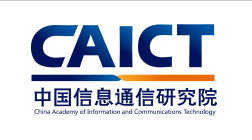 CAICT
中国信息通信研究院
China Academy of Information and Communications Technology